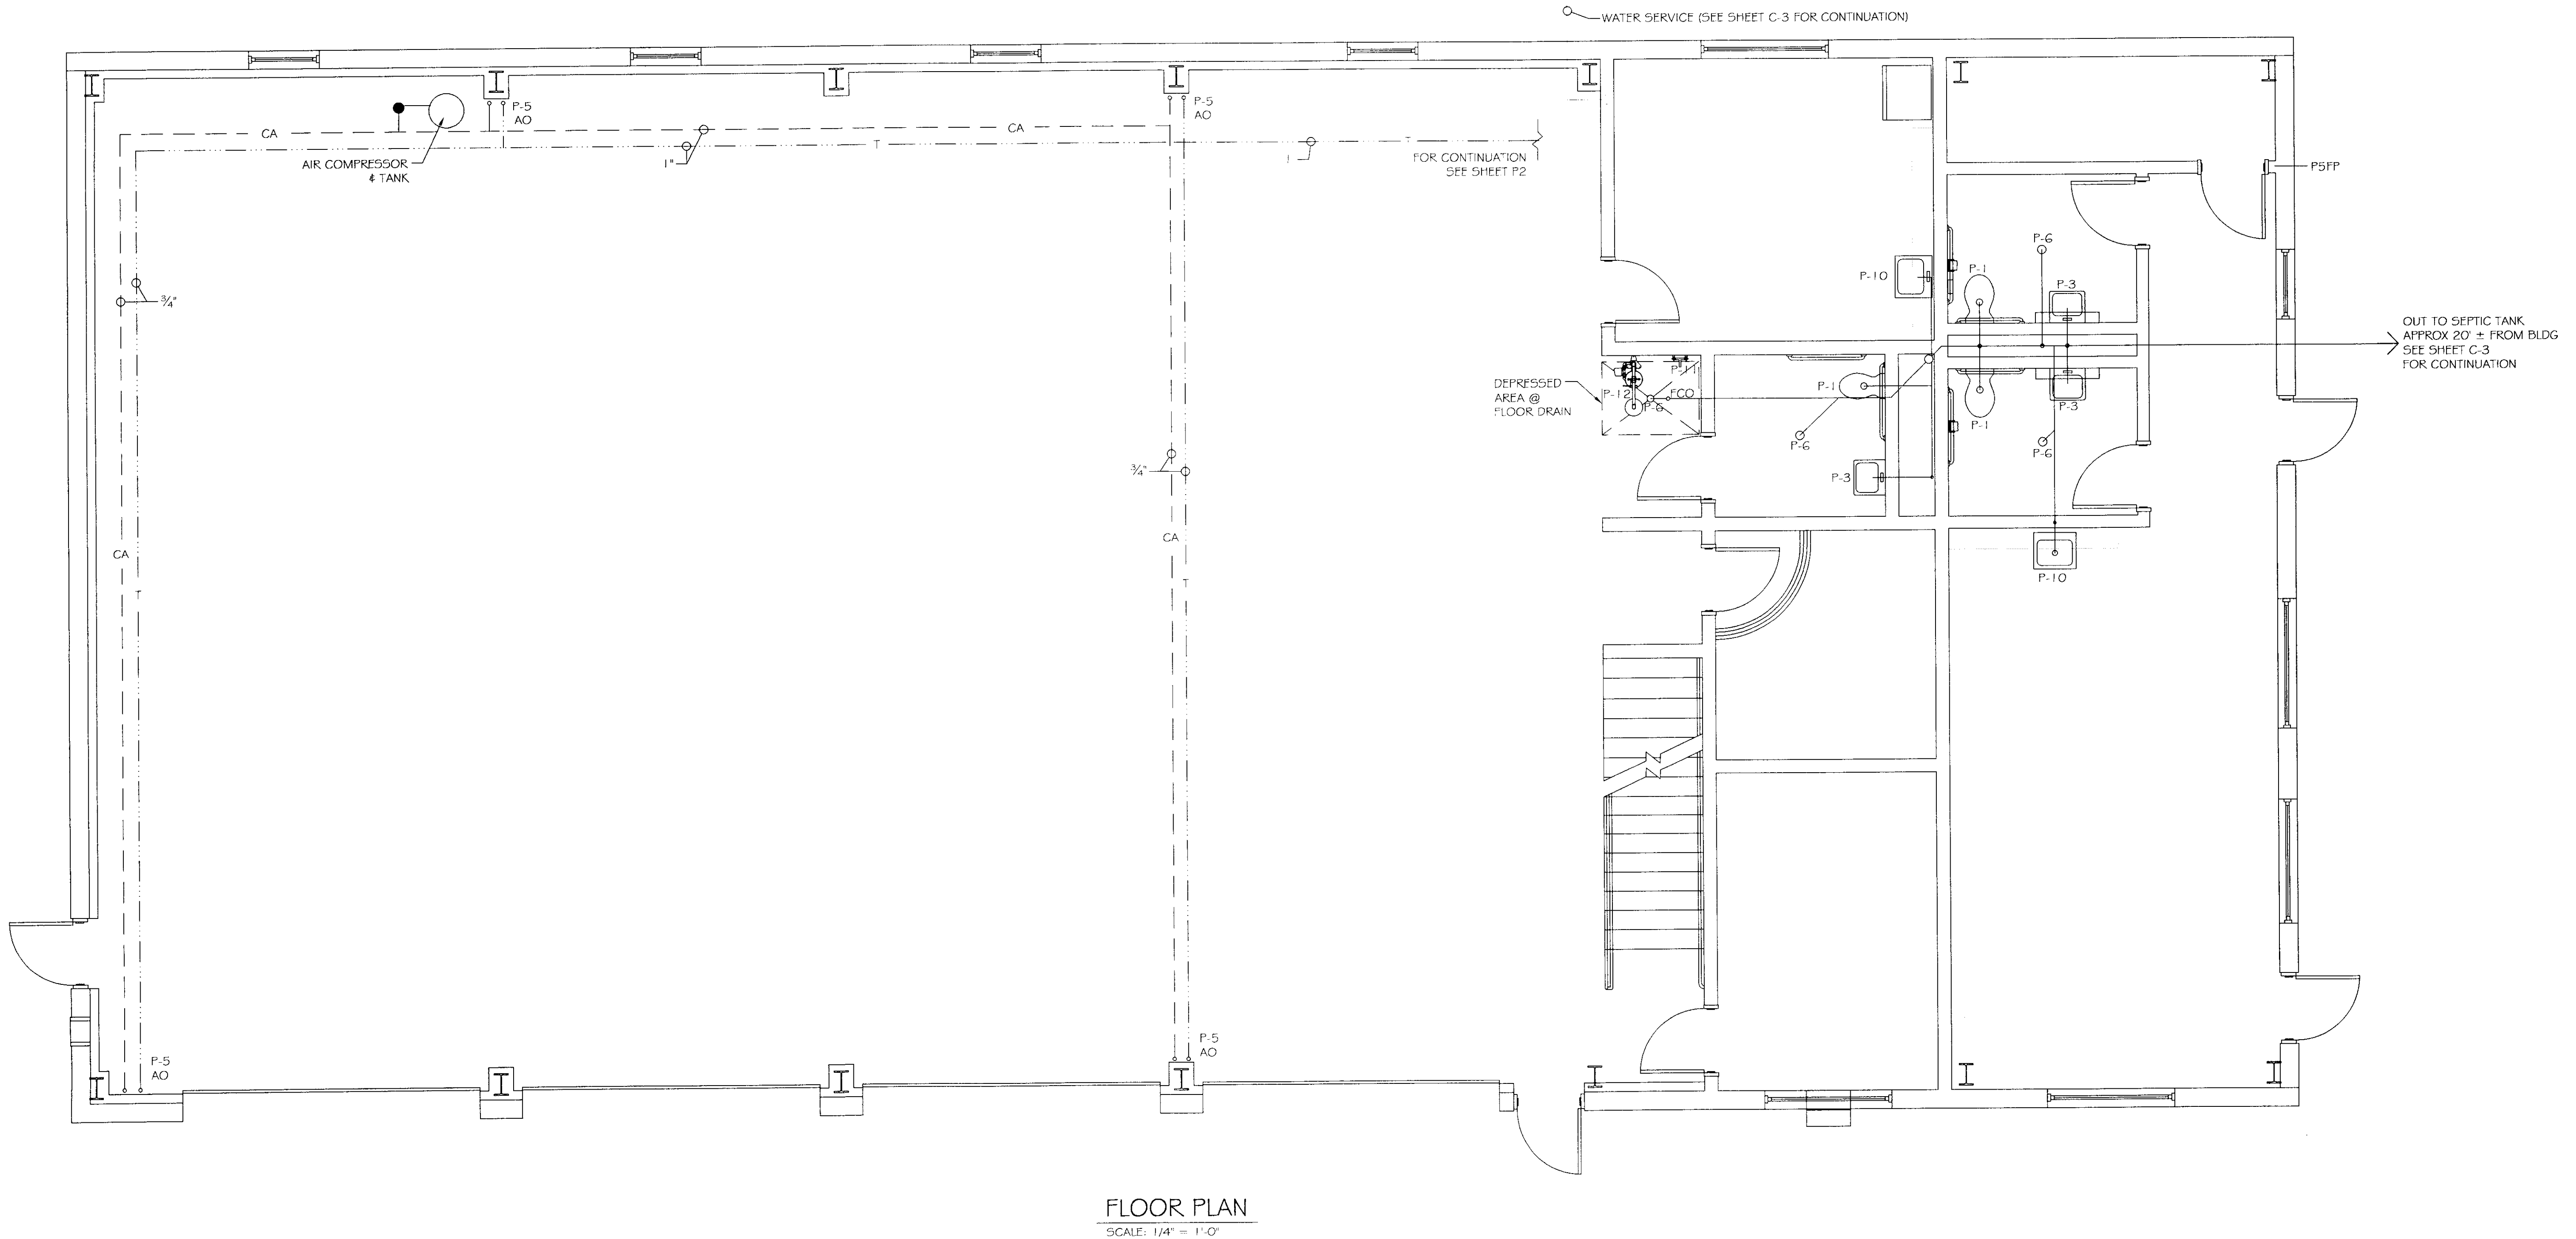 WATER SERVICE (SEE SHEET C-3 FOR CONTINUATION)
P-5
AO
P-5
AO
CA
CA
T
T
AIR COMPRESSOR
& TANK
1"
1
FOR CONTINUATION
SEE SHEET P2
P5FP
P-6
P-1
P-3
P-10
3/4"
OUT TO SEPTIC TANK
APPROX 20' ± FROM BLDG
SEE SHEET C-3
FOR CONTINUATION
DEPRESSED
AREA @
FLOOR DRAIN
P-11
P-12
FCO
P-6
P-1
P-6
P-3
P-3
P-1
P-6
3/4"
CA
CA
T
T
P-10
P-5
AO
P-5
AO
FLOOR PLAN
SCALE: 1/4" = 1'-0"